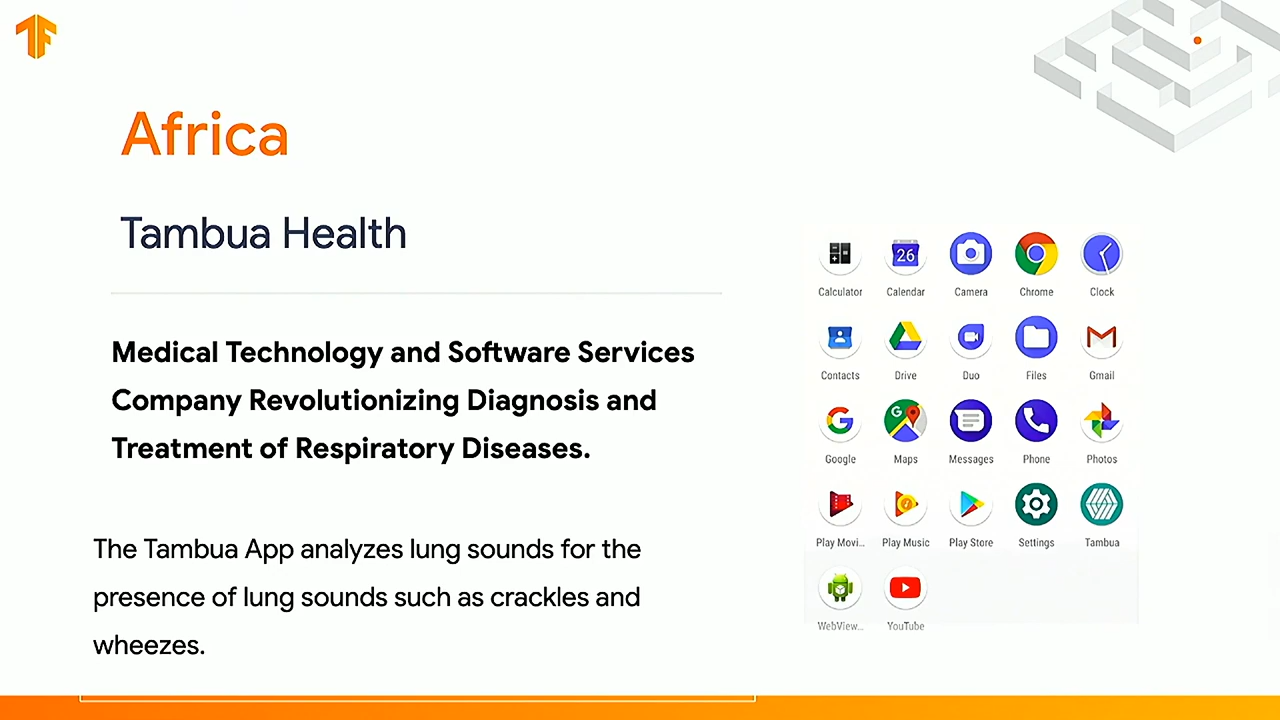 Africa
Tambua Health
Medical Technology and Software Services
Company Revolutionizing Diagnosis and
Treatment of Respiratory Diseases.
The Tambua App analyzes lung sounds for the
presence of lung sounds such as crackles and
wheezes.
26
Calculator Calendar Camera Chrome Clock
Contacts Drive Duo Files Gmail
G
Google Maps Messages Phone Photos
Play Movi... Play Music Play Store Settings Tambua
WebView... YouTube